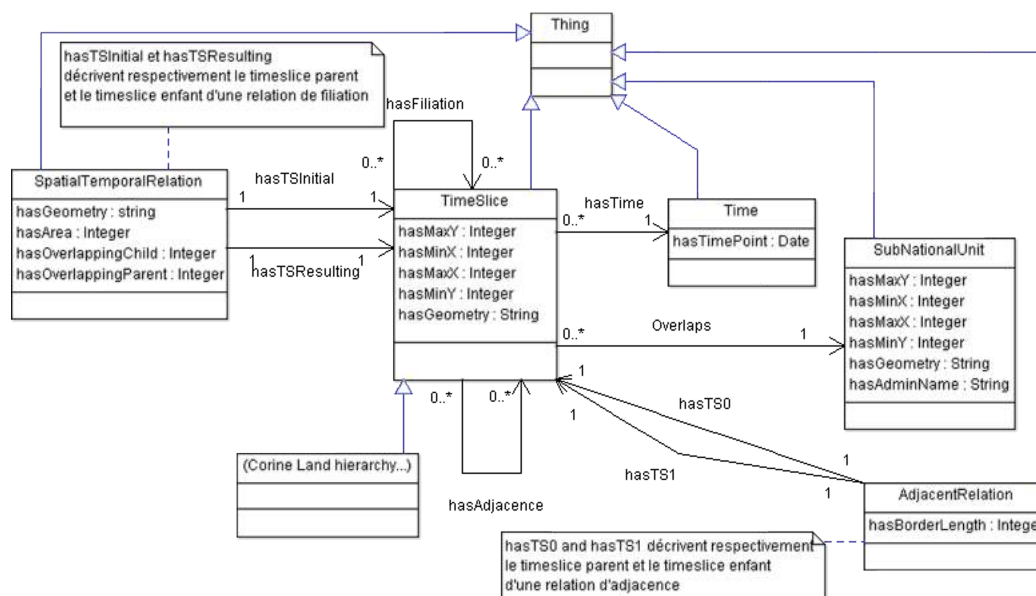 Thing
hasTSInitial et hasTSResulting
décrivent respectivement le timeslice parent
et le timeslice enfant d'une relation de filiation
hasFiliation
0..*
0..*
SpatialTemporalRelation
hasGeometry : string
hasArea : Integer
hasOverlappingChild : Integer
hasOverlappingParent : Integer
hasTSInitial
1
1
1
1
hasTSResulting
TimeSlice
hasMaxY : Integer
hasMinX : Integer
hasMaxX : Integer
hasMinY : Integer
hasGeometry : String
hasTime
0..*
1
Time
hasTimePoint : Date
SubNationalUnit
hasMaxY : Integer
hasMinX : Integer
hasMaxX : Integer
hasMinY : Integer
hasGeometry : String
hasAdminName : String
Overlaps
0..*
1
1
hasTS0
1
hasTS1
1
1
0..*
0..*
hasAdjacence
(Corine Land hierarchy...)
AdjacentRelation
hasBorderLength : Intege
hasTS0 and hasTS1 décrivent respectivement
le timeslice parent et le timeslice enfant
d'une relation d'adjacence